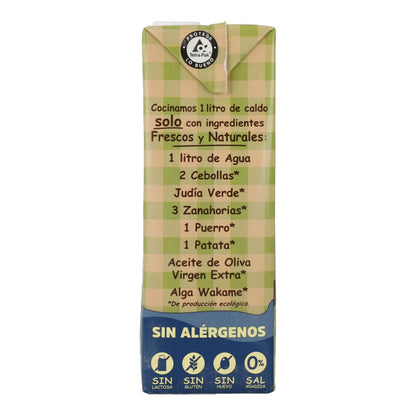 PROTEGE
Tetra Pak
LO BUENO
Cocinamos 1 litro de caldo
solo con ingredientes
Frescos y Naturales:
1 litro de Agua
2 Cebollas*
Judía Verde*
3 Zanahorias*
1 Puerro*
1 Patata*
Aceite de Oliva
Virgen Extra*
Alga Wakame*
*De producción ecológica.
SIN ALÉRGENOS
0%
SIN SIN SIN SAL
LACTOSA GLUTEN HUEVO AÑADIDA